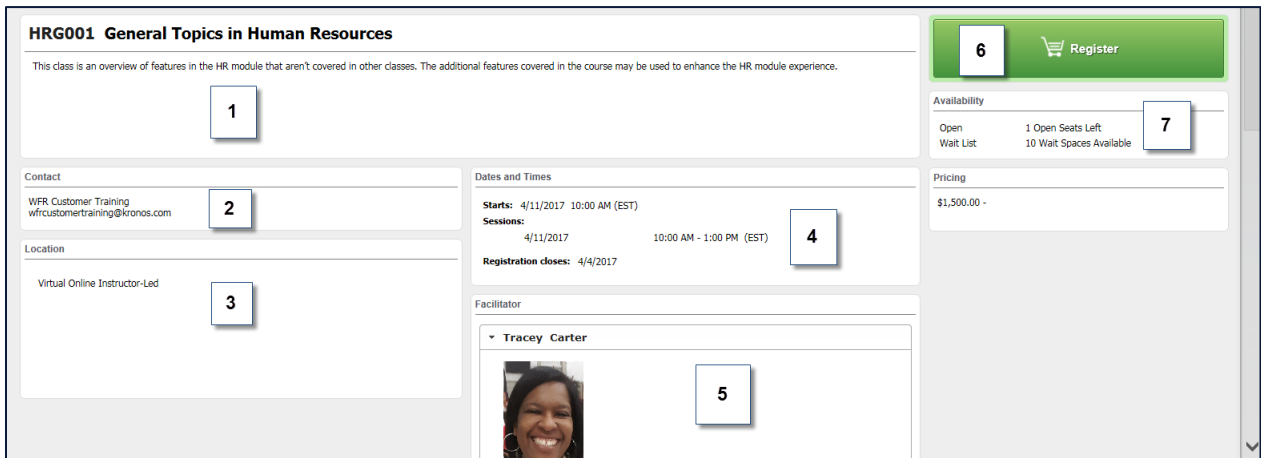 HRG001 General Topics in Human Resources
This class is an overview of features in the HR module that aren't covered in other classes. The additional features covered in the course may be used to enhance the HR module experience.
1
Contact
WFR Customer Training
wfrcustomertraining@kronos.com
2
Location
Virtual Online Instructor-Led
3
Dates and Times
Starts: 4/11/2017 10:00 AM (EST)
Sessions:
4/11/2017 10:00 AM - 1:00 PM (EST)
Registration closes: 4/4/2017
4
Facilitator
Tracey Carter
5
6
Register
Availability
Open 1 Open Seats Left
Wait List 10 Wait Spaces Available
7
Pricing
$1,500.00 -